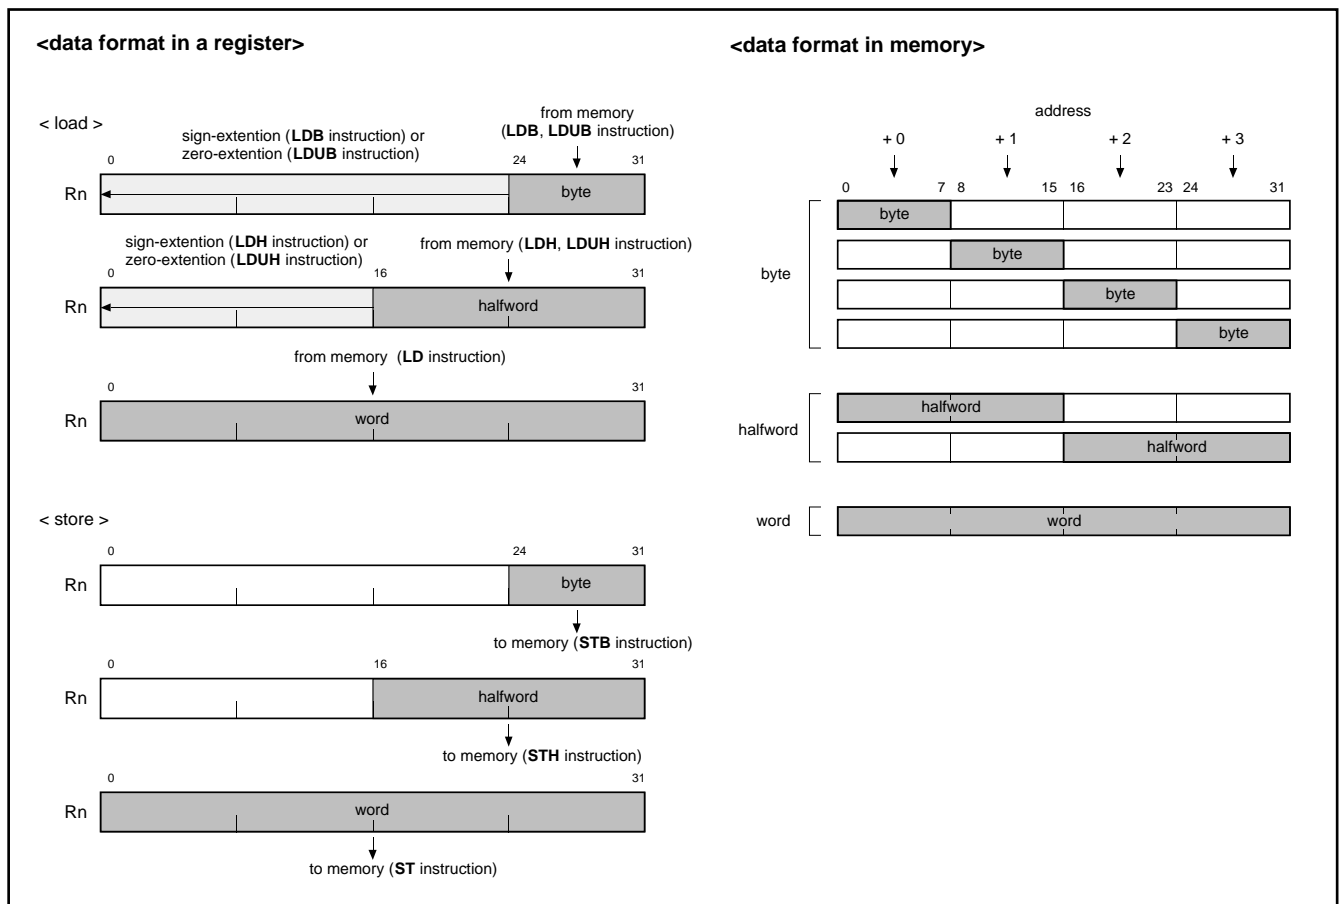 <data format in a register>
< load >
from memory
(LDB, LDUB instruction)
sign-extention (LDB instruction) or
zero-extention (LDUB instruction)
0 24 31
Rn
byte
sign-extention (LDH instruction) or
zero-extention (LDUH instruction)
from memory (LDH, LDUH instruction)
0 16 31
Rn
halfword
from memory (LD instruction)
0 31
Rn
word
< store >
0 24 31
Rn
byte
to memory (STB instruction)
0 16 31
Rn
halfword
to memory (STH instruction)
0 31
Rn
word
to memory (ST instruction)
<data format in memory>
address
+ 0 + 1 + 2 + 3
0 7 8 15 16 23 24 31
byte
byte
byte
byte
byte
halfword
halfword
halfword
word
word